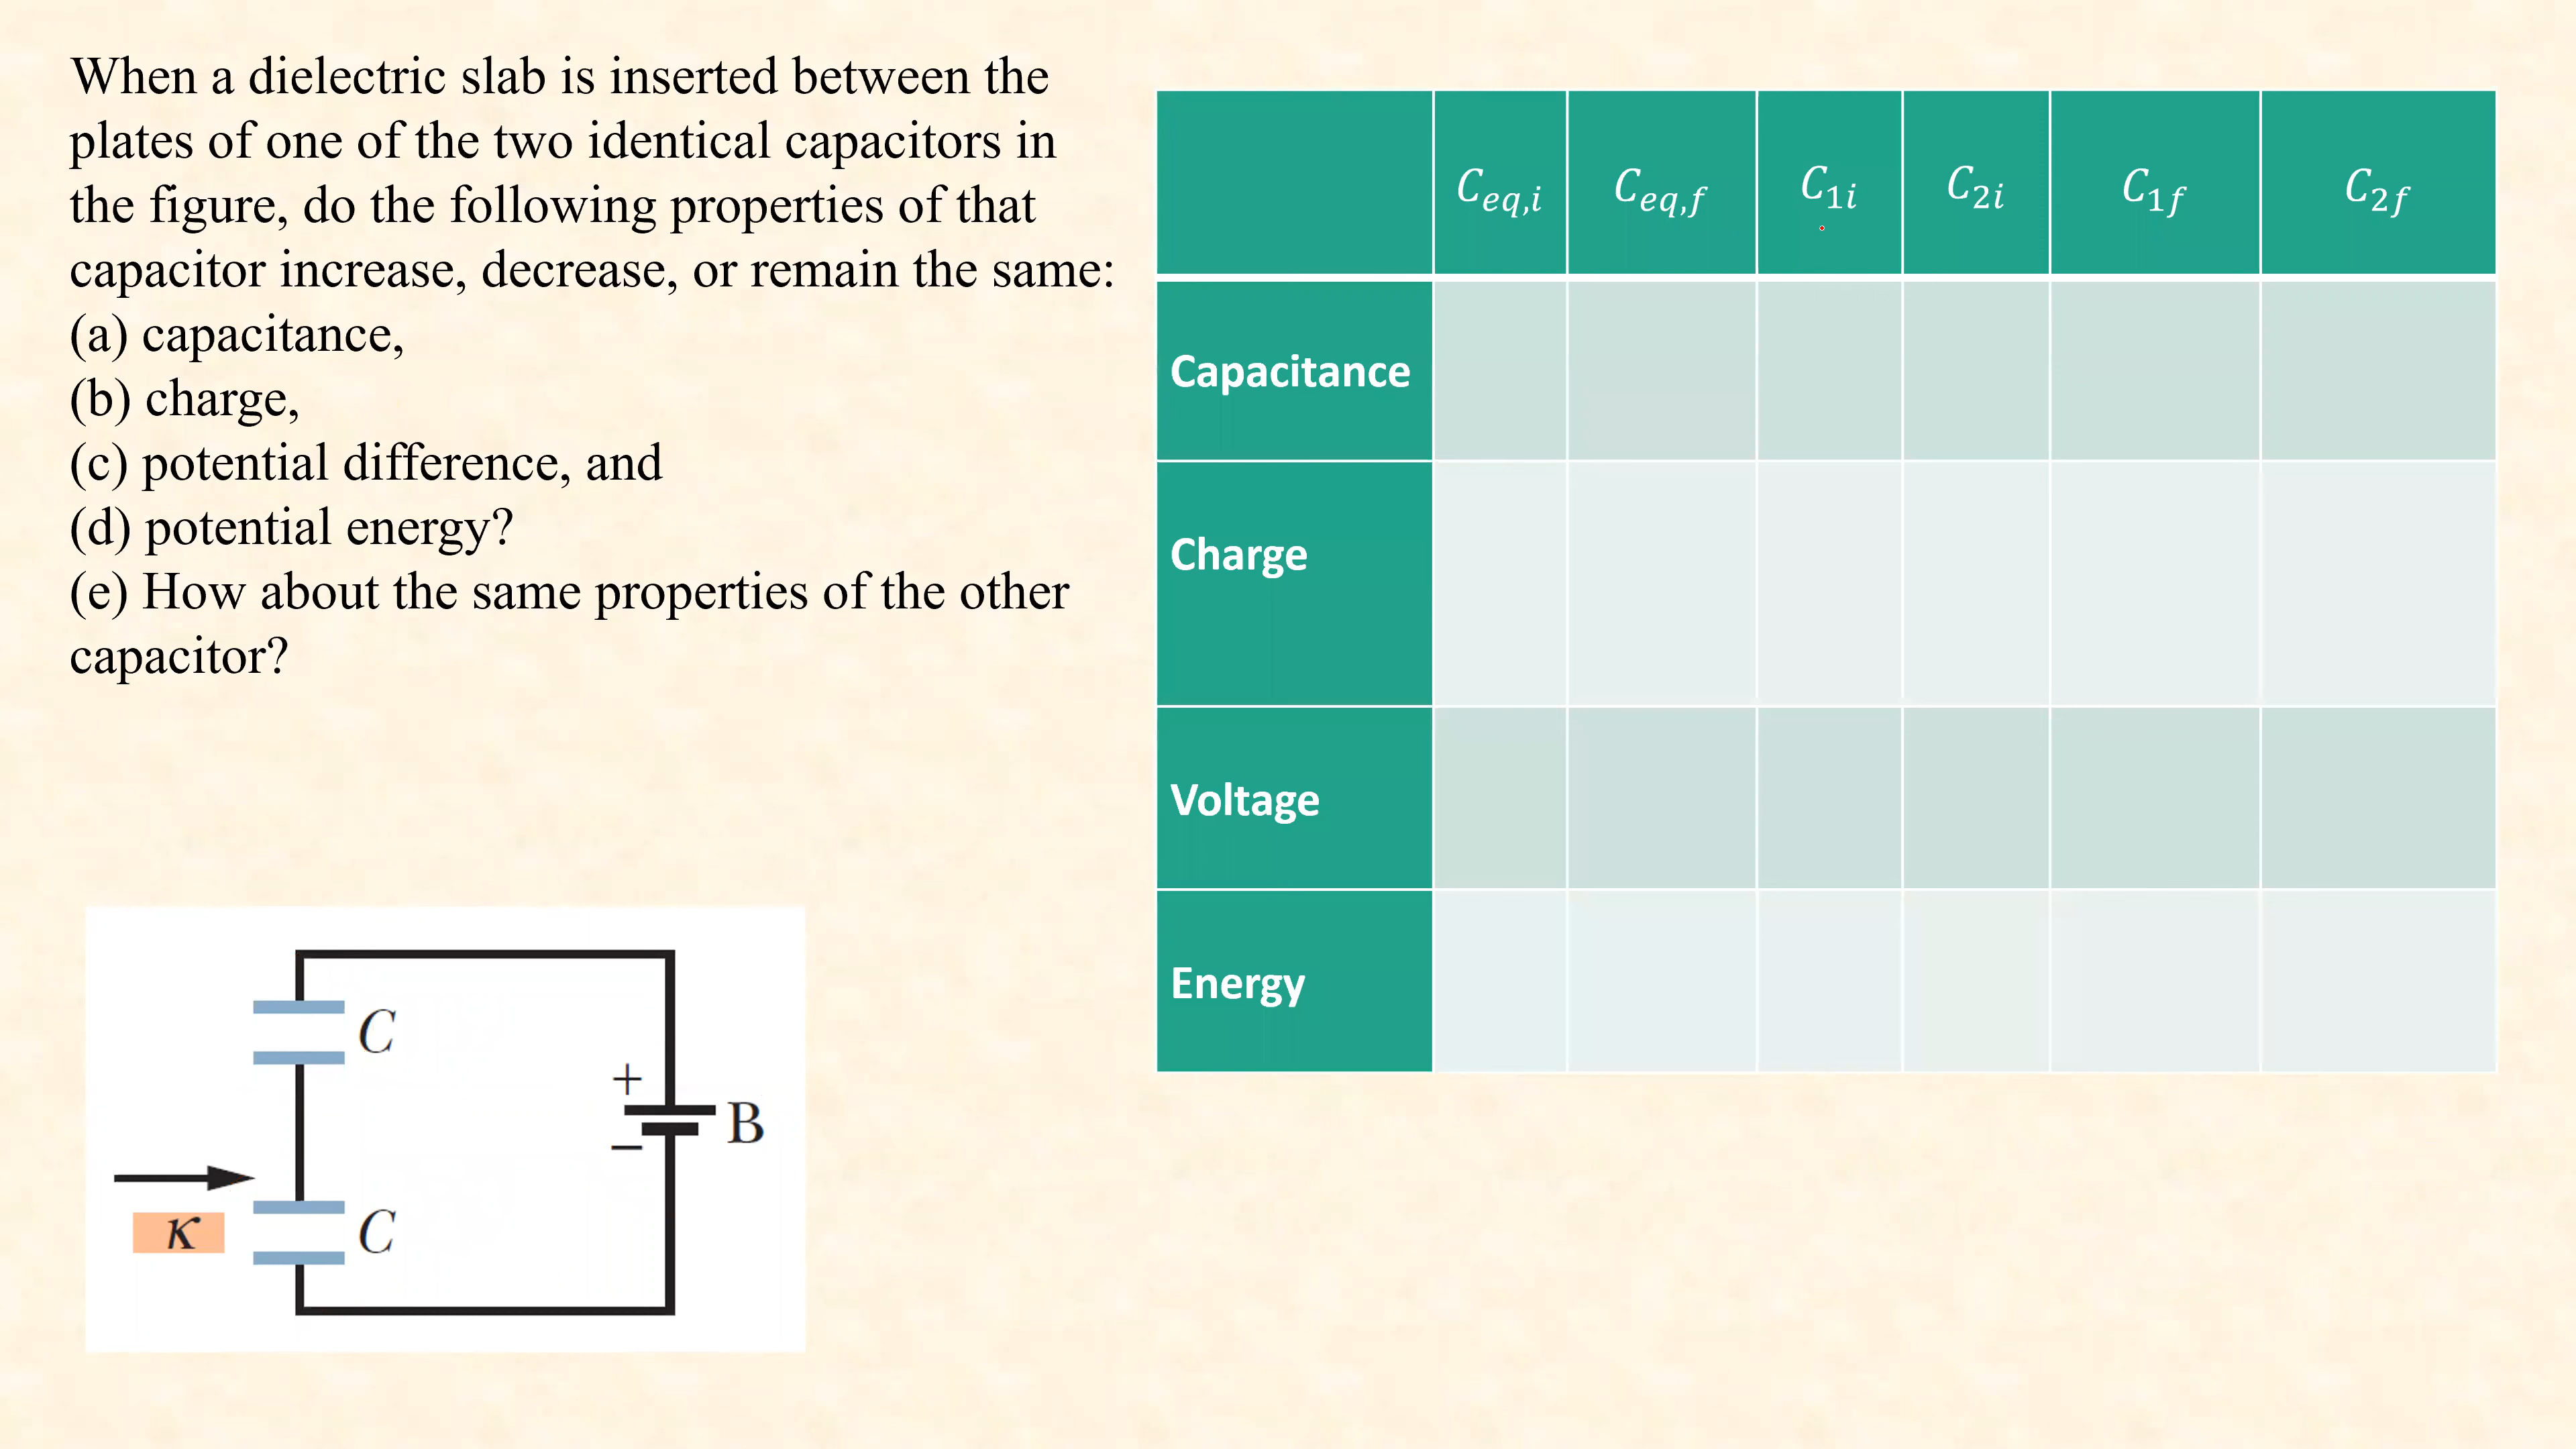 When a dielectric slab is inserted between the
plates of one of the two identical capacitors in
the figure, do the following properties of that
capacitor increase, decrease, or remain the same:
(a) capacitance,
(b) charge,
(c) potential difference, and
(d) potential energy?
(e) How about the same properties of the other
capacitor?
C_{eq,i} C_{eq,f} C_{1i} C_{2i} C_{1f} C_{2f}
Capacitance
Charge
Voltage
Energy
C
+
B
−
κ
C